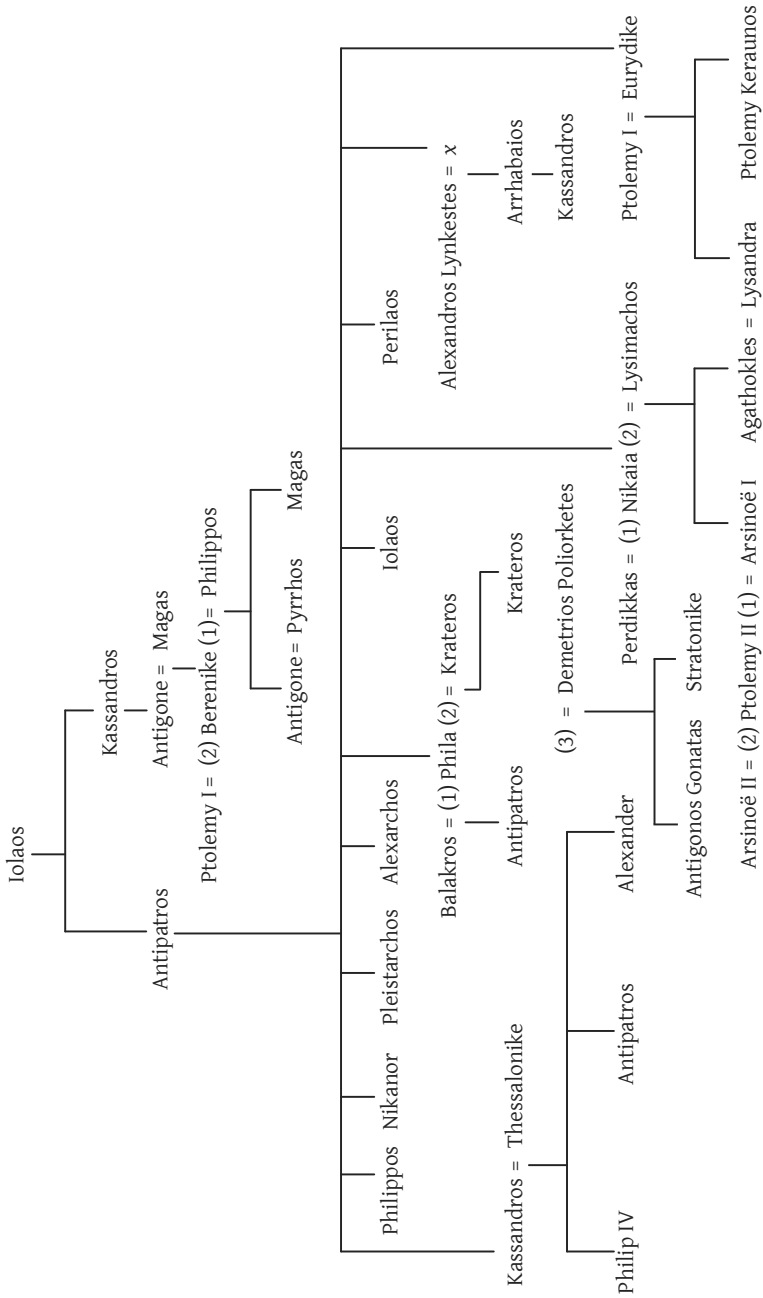 Iolaos
Antipatros
Kassandros
Antigone = Magas
Ptolemy I = (2) Berenike (1) = Philippos
Antigone = Pyrrhos
Magas
Philippos
Nikanor
Pleistarchos
Alexarchos
Iolaos
Perilaos
Balakros = (1) Phila (2) = Krateros
Alexandros Lynkestes = x
Antipatros
Krateros
Arrhabaios
Kassandros
Kassandros = Thessalonike
(3) = Demetrios Poliorketes
Perdikkas = (1) Nikaia (2) = Lysimachos
Ptolemy I = Eurydike
Philip IV
Antipatros
Alexander
Antigonos Gonatas
Stratonike
Arsinoë II = (2) Ptolemy II (1) = Arsinoë I
Agathokles = Lysandra
Ptolemy Keraunos